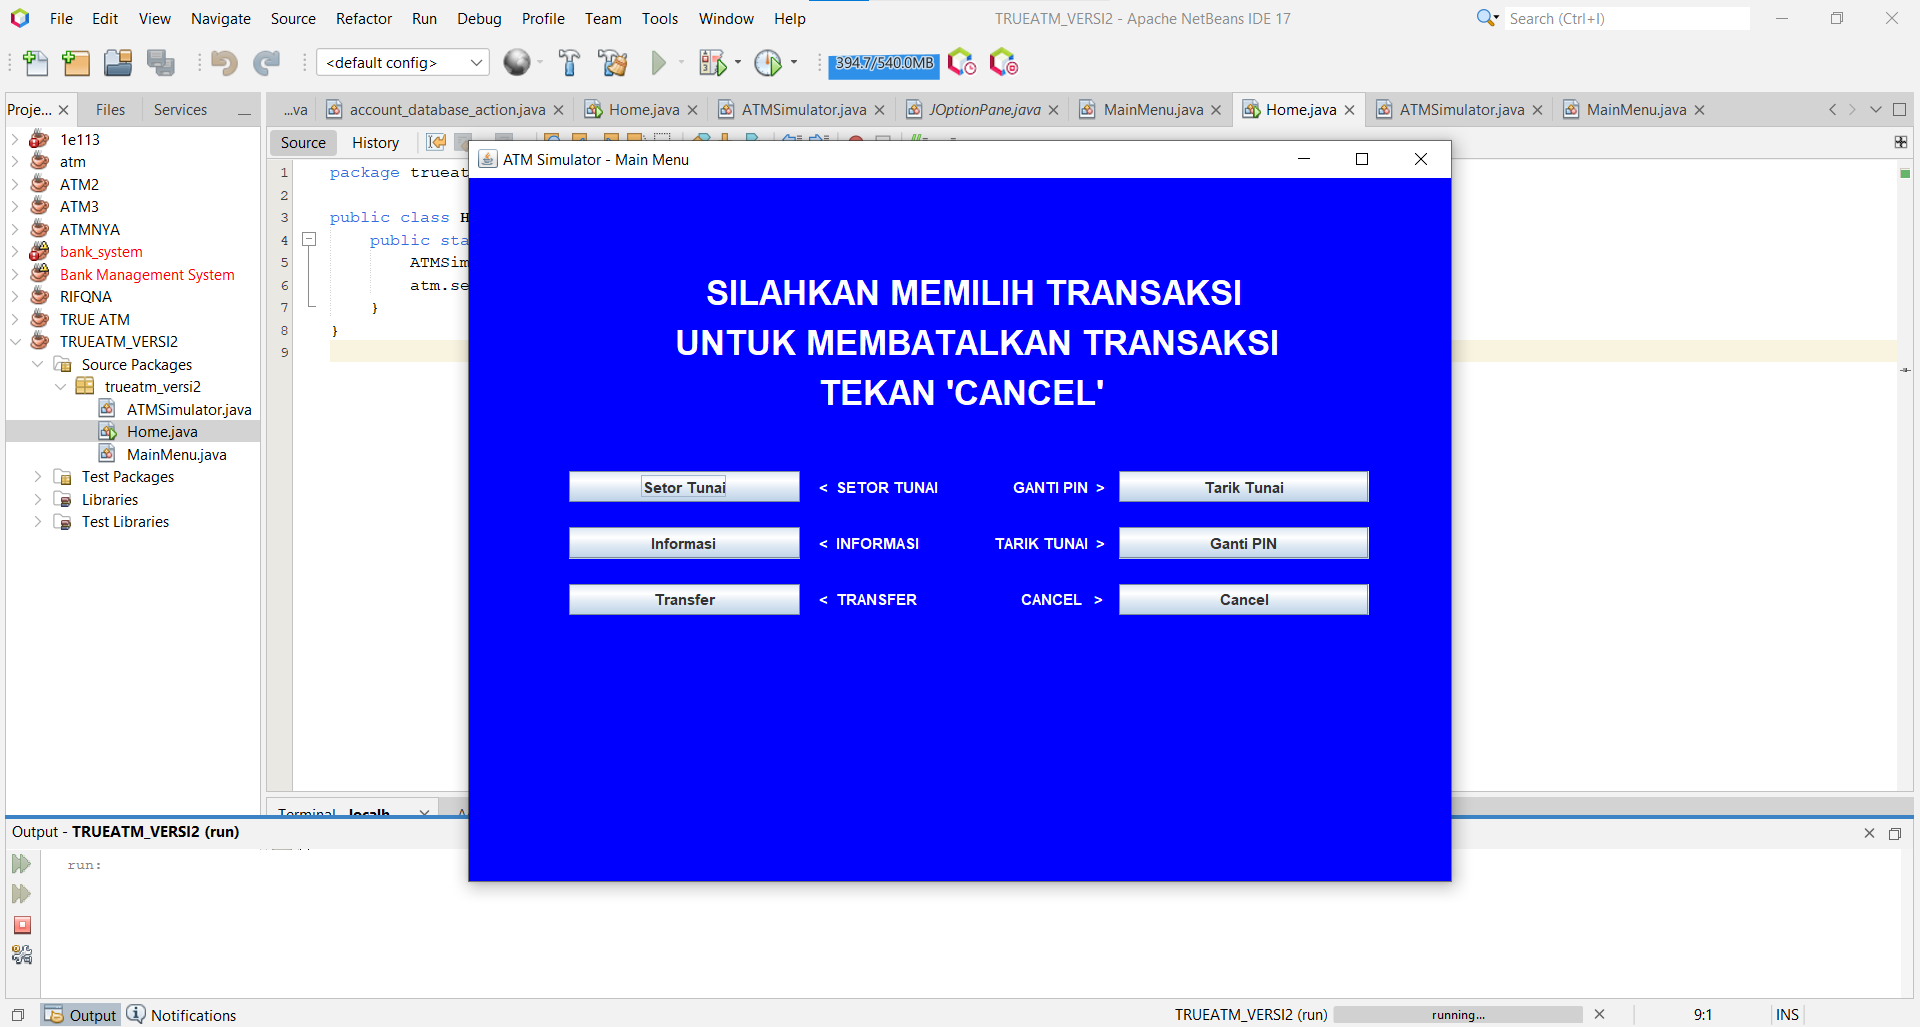 File Edit View Navigate Source Refactor Run Debug Profile Team Tools Window Help
TRUEATM_VERSI2 - Apache NetBeans IDE 17
Search (Ctrl+I)
<default config>
394.7/540.0MB
Proje...
Files
Services
...va
account_database_action.java
Home.java
ATMSimulator.java
JOptionPane.java
MainMenu.java
Home.java
ATMSimulator.java
MainMenu.java
1e113
atm
ATM2
ATM3
ATMNYA
bank_system
Bank Management System
RIFQNA
TRUE ATM
TRUEATM_VERSI2
Source Packages
trueatm_versi2
ATMSimulator.java
Home.java
MainMenu.java
Test Packages
Libraries
Test Libraries
Source History
1 package trueat
2
3 public class H
4 public sta
5 ATMSim
6 atm.se
7 }
8 }
9
ATM Simulator - Main Menu
SILAHKAN MEMILIH TRANSAKSI
UNTUK MEMBATALKAN TRANSAKSI
TEKAN 'CANCEL'
Setor Tunai < SETOR TUNAI GANTI PIN > Tarik Tunai
Informasi < INFORMASI TARIK TUNAI > Ganti PIN
Transfer < TRANSFER CANCEL > Cancel
Terminal localh
Output - TRUEATM_VERSI2 (run)
run:
Output
Notifications
TRUEATM_VERSI2 (run)
running...
9:1
INS